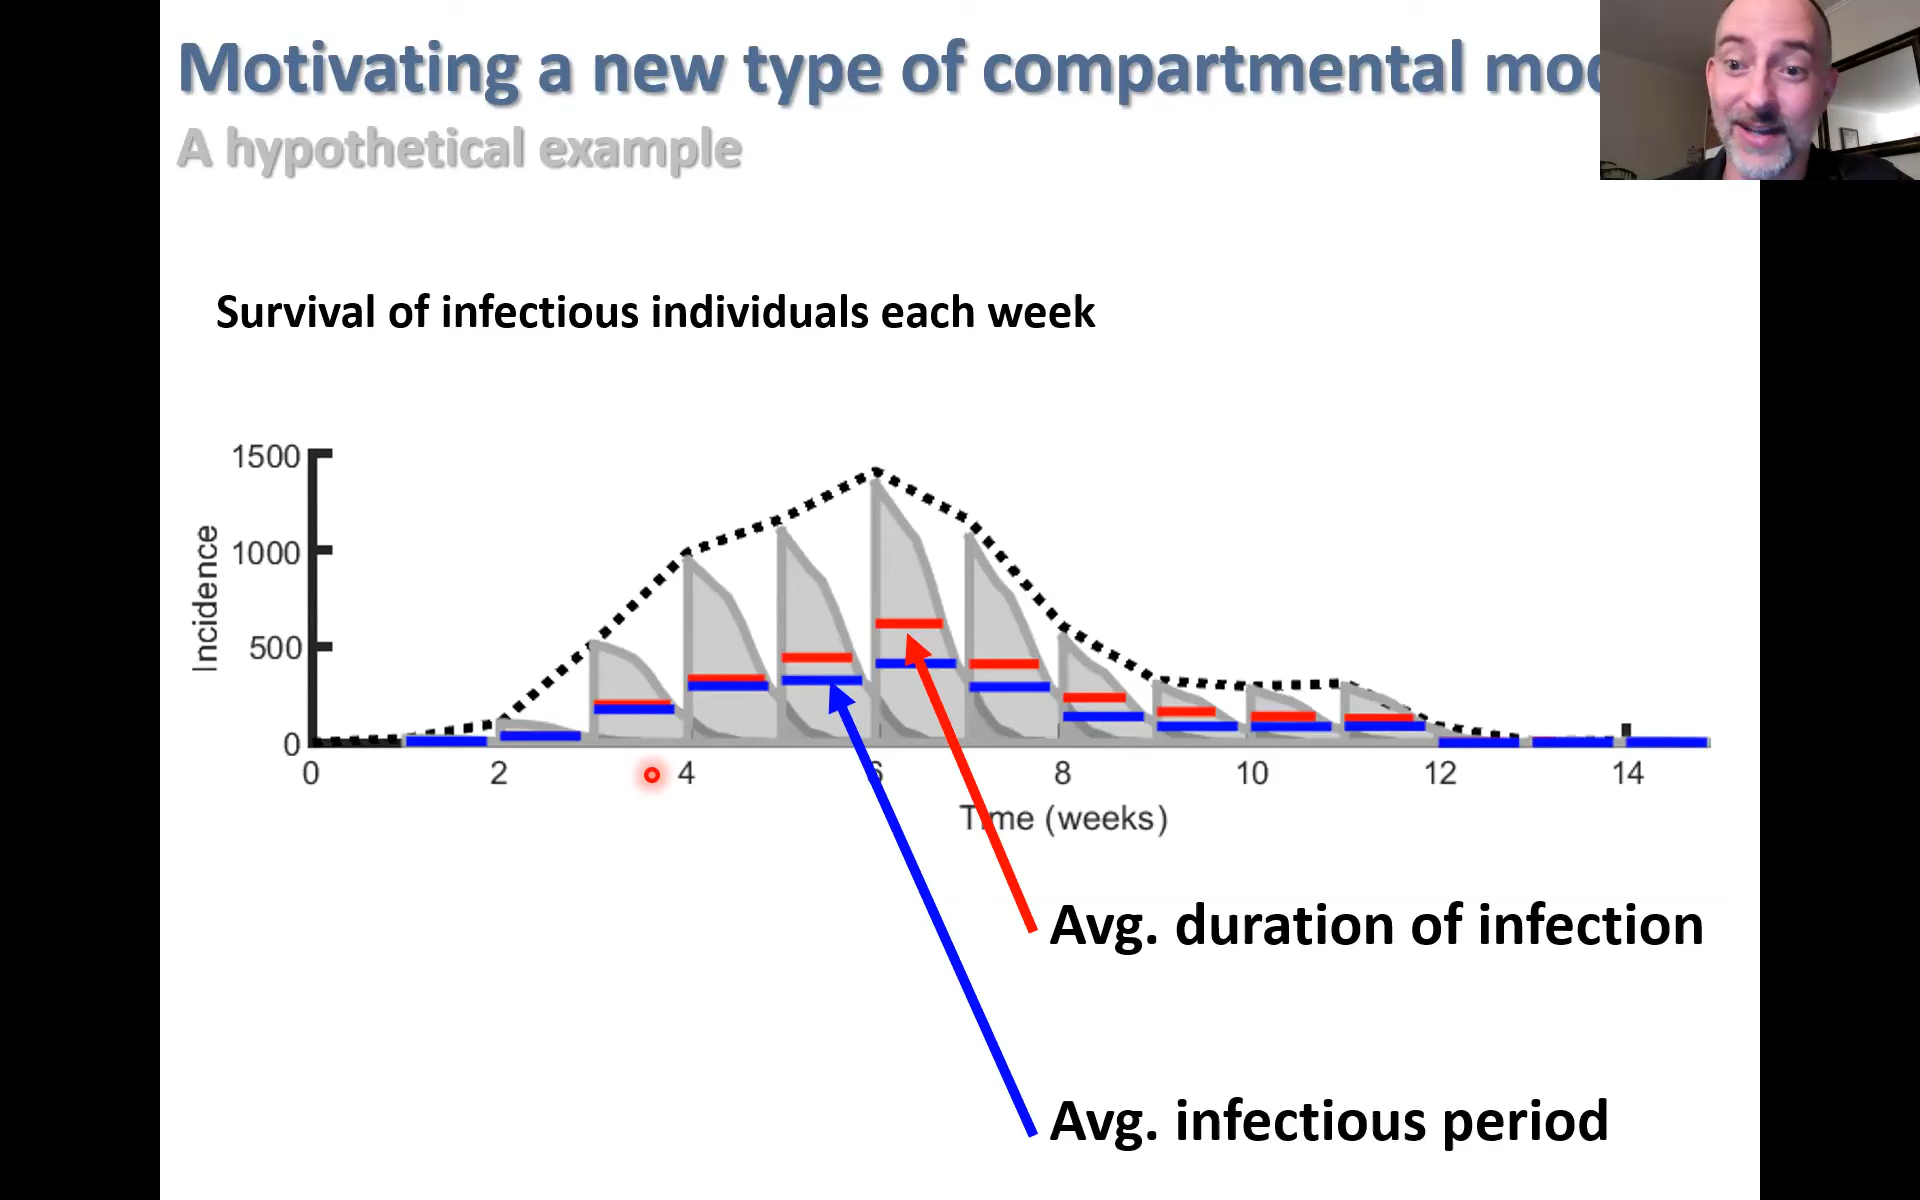 Motivating a new type of compartmental mod
A hypothetical example
Survival of infectious individuals each week
1500
1000
500
0
Incidence
0 2 4 6 8 10 12 14
Time (weeks)
Avg. duration of infection
Avg. infectious period